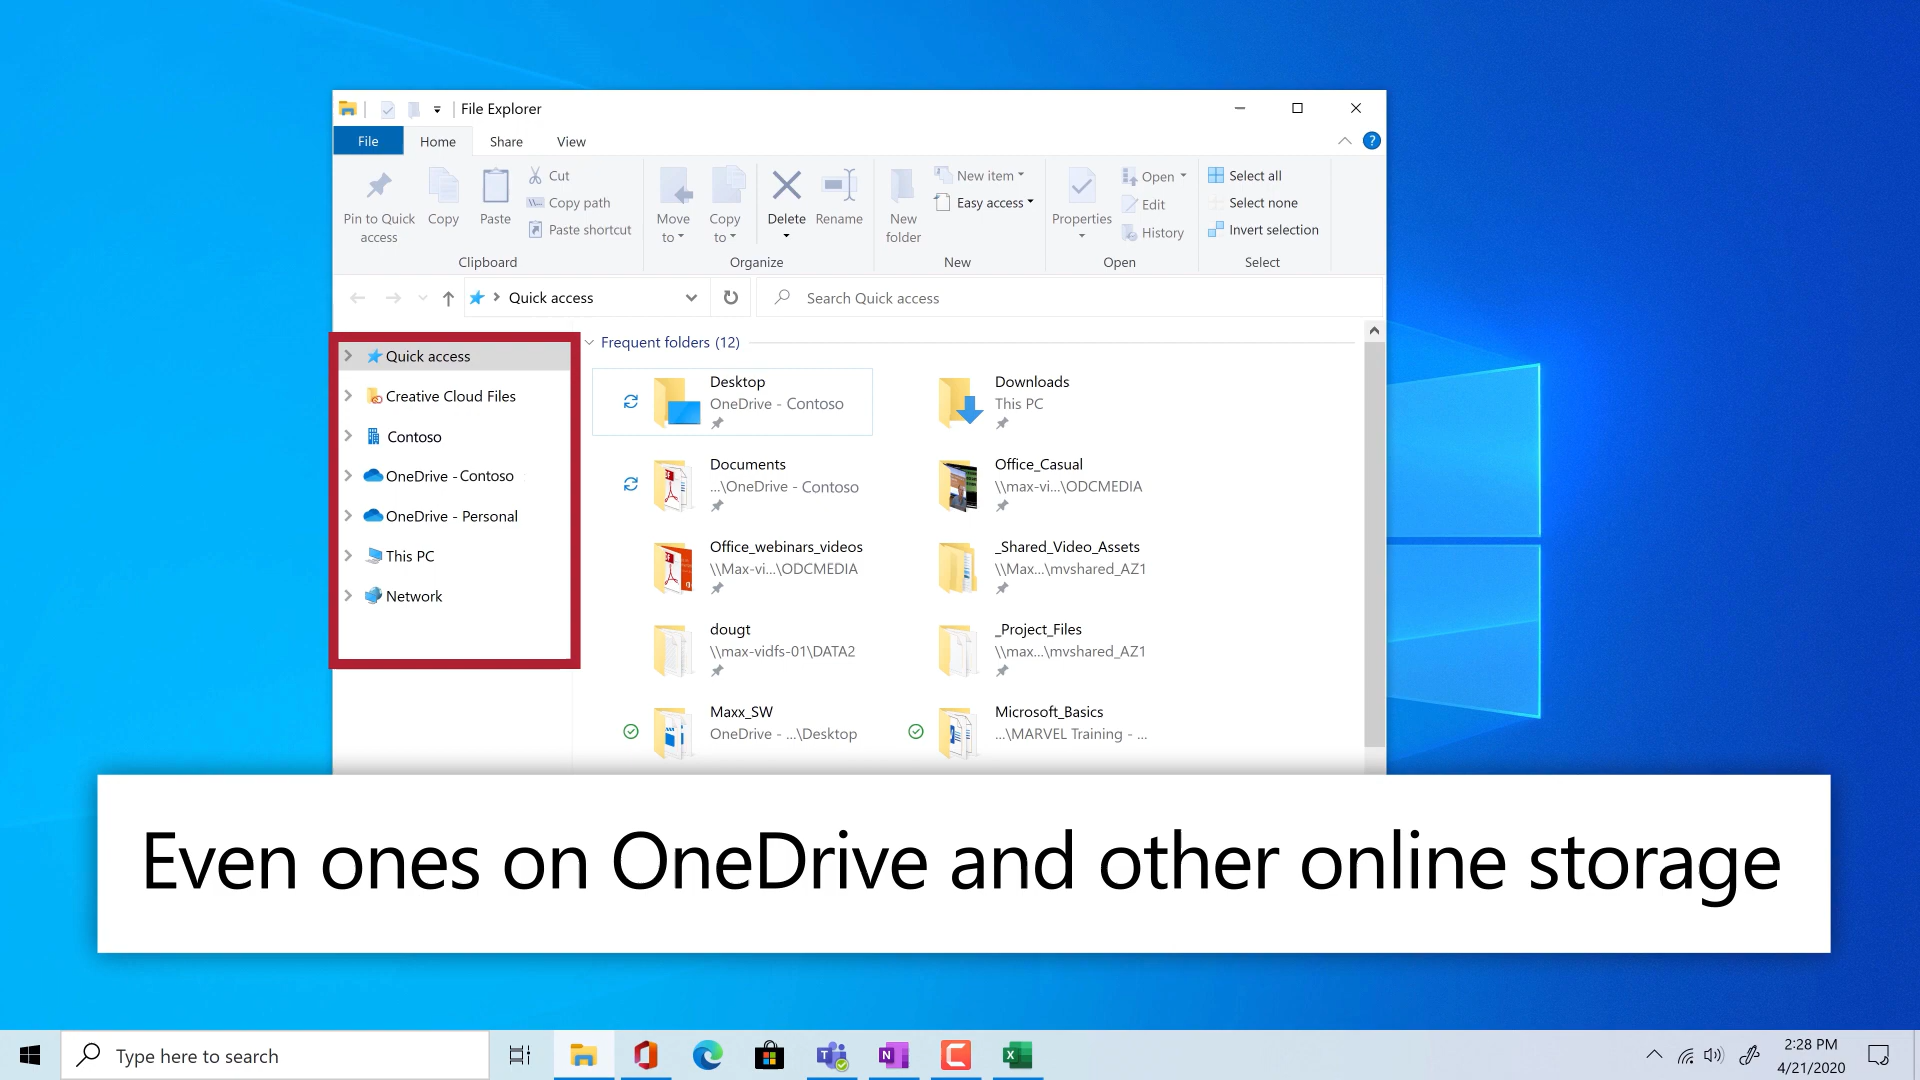 File Explorer
File Home Share View
Pin to Quick access
Copy
Paste
Cut
Copy path
Paste shortcut
Clipboard
Move to
Copy to
Delete
Rename
Organize
New folder
New item
Easy access
New
Properties
Open
Edit
History
Open
Select all
Select none
Invert selection
Select
Quick access
Search Quick access
Quick access
Creative Cloud Files
Contoso
OneDrive - Contoso
OneDrive - Personal
This PC
Network
Frequent folders (12)
Desktop
OneDrive - Contoso
Downloads
This PC
Documents
...\OneDrive - Contoso
Office_Casual
\\max-vi...\ODCMEDIA
Office_webinars_videos
\\Max-vi...\ODCMEDIA
_Shared_Video_Assets
\\Max...\mvshared_AZ1
dougt
\\max-vidfs-01\DATA2
_Project_Files
\\max...\mvshared_AZ1
Maxx_SW
OneDrive - ...\Desktop
Microsoft_Basics
...\MARVEL Training - ...
Even ones on OneDrive and other online storage
Type here to search
2:28 PM
4/21/2020